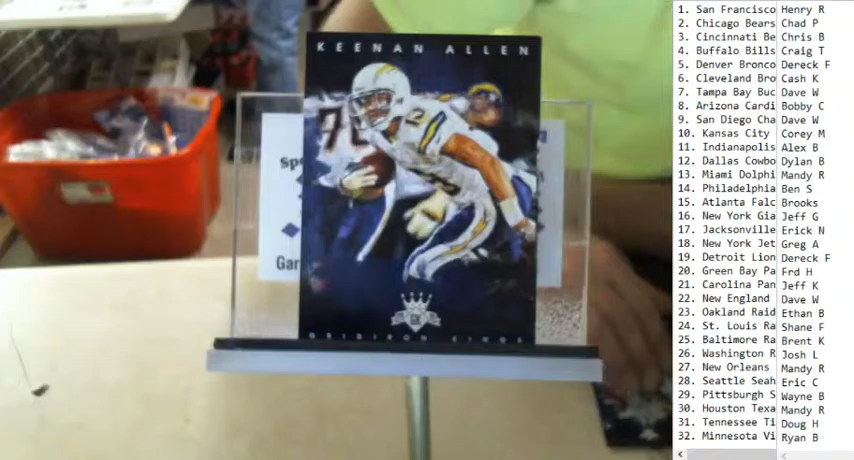 KEENAN ALLEN
GRIDIRON KINGS
1. San Francisco Henry R
2. Chicago Bears Chad P
3. Cincinnati Be Chris B
4. Buffalo Bills Craig T
5. Denver Bronco Dereck F
6. Cleveland Bro Cash K
7. Tampa Bay Buc Dave W
8. Arizona Cardi Bobby C
9. San Diego Cha Dave W
10. Kansas City Corey M
11. Indianapolis Alex B
12. Dallas Cowbo Dylan B
13. Miami Dolphi Mandy R
14. Philadelphia Ben S
15. Atlanta Falc Brooks
16. New York Gia Jeff G
17. Jacksonville Erick N
18. New York Jet Greg A
19. Detroit Lion Dereck F
20. Green Bay Pa Frd H
21. Carolina Pan Jeff K
22. New England Dave W
23. Oakland Raid Ethan B
24. St. Louis Ra Shane F
25. Baltimore Ra Brent K
26. Washington R Josh L
27. New Orleans Mandy R
28. Seattle Seah Eric C
29. Pittsburgh S Wayne B
30. Houston Texa Mandy R
31. Tennessee Ti Doug H
32. Minnesota Vi Ryan B